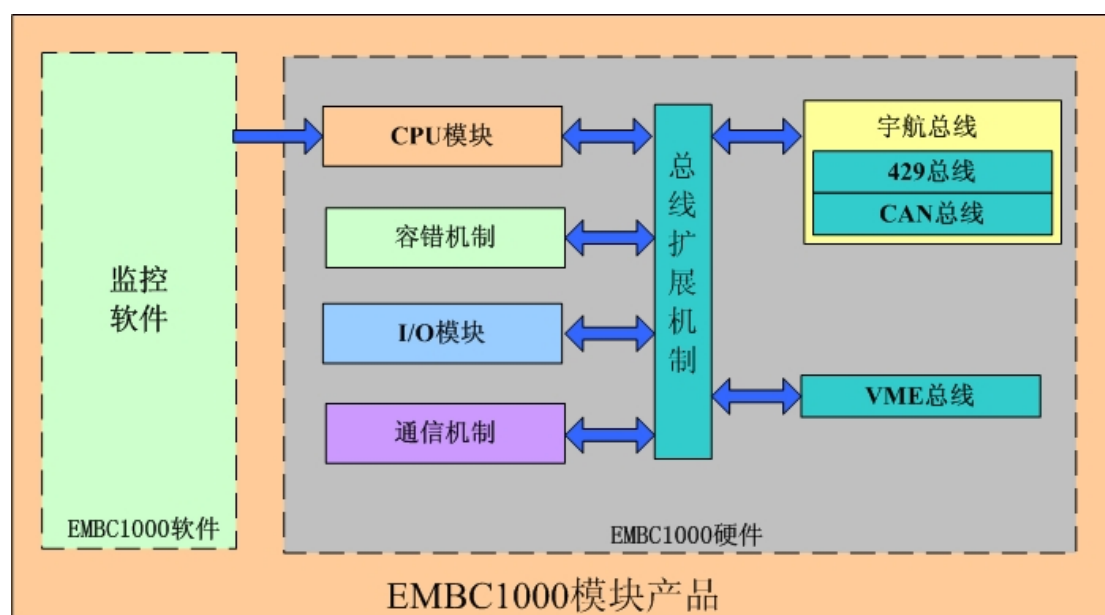 监控
软件
EMBC1000软件
CPU模块
容错机制
I/O模块
通信机制
总
线
扩
展
机
制
宇航总线
429总线
CAN总线
VME总线
EMBC1000硬件
EMBC1000模块产品